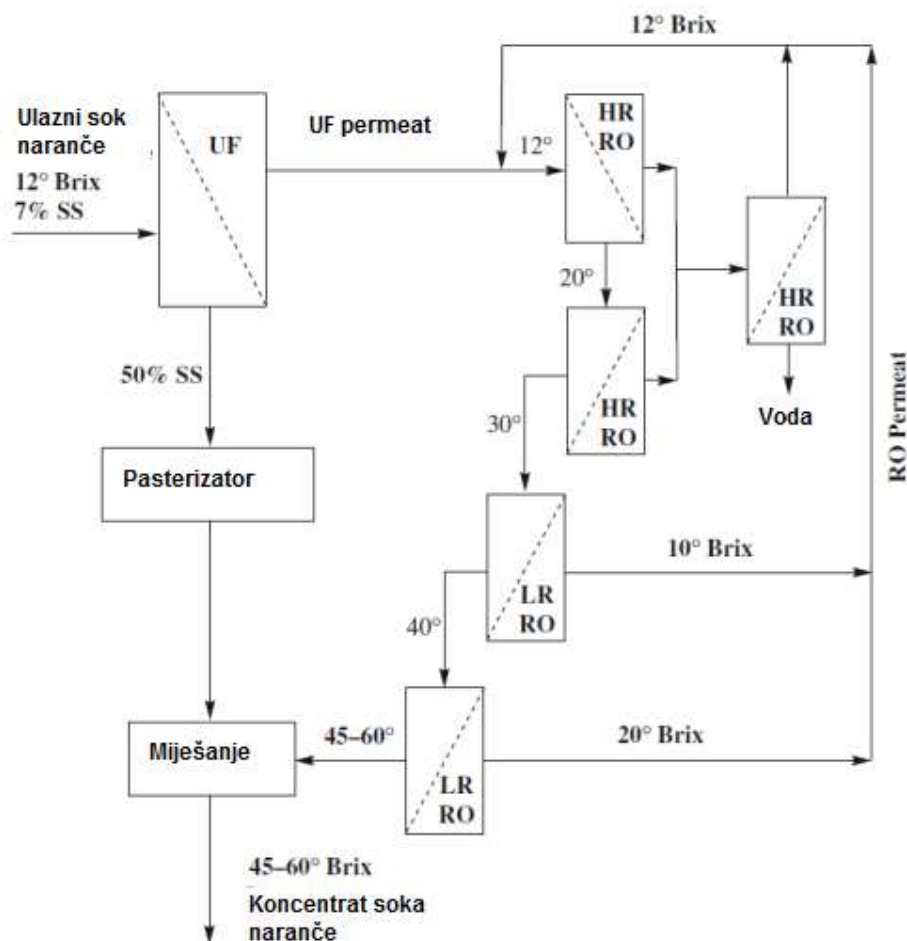 12° Brix
Ulazni sok
naranče
12° Brix
7% SS
UF
UF permeat
12°
HR
RO
20°
HR
RO
HR
RO
Voda
RO Permeat
50% SS
30°
Pasterizator
LR
RO
10° Brix
40°
Miješanje
45–60°
LR
RO
20° Brix
45–60° Brix
Koncentrat soka
naranče